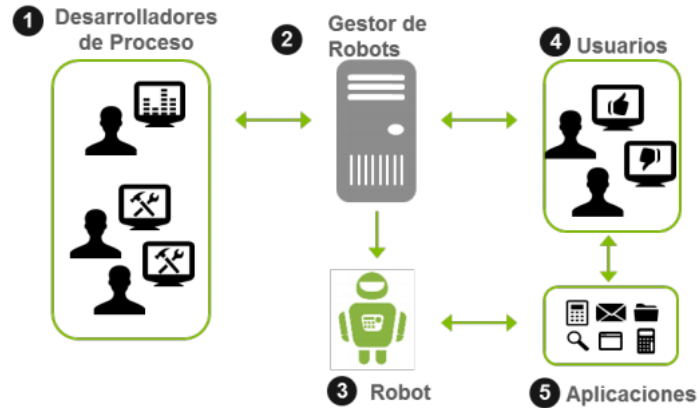 1 Desarrolladores
de Proceso
2 Gestor de
Robots
4 Usuarios
3 Robot
5 Aplicaciones